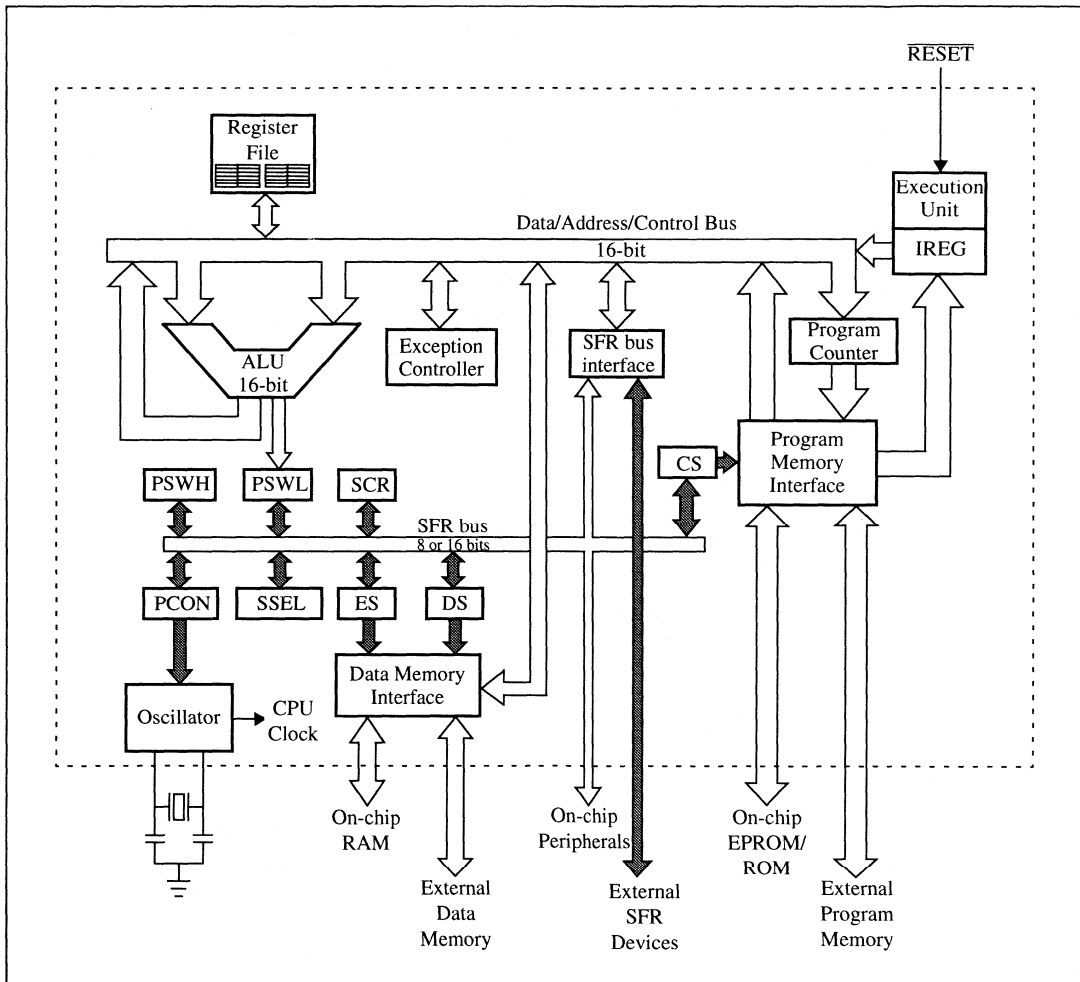 RESET
Register
File
Execution
Unit
IREG
Data/Address/Control Bus
16-bit
Exception
Controller
SFR bus
interface
Program
Counter
ALU
16-bit
Program
Memory
Interface
CS
PSWH
PSWL
SCR
SFR bus
8 or 16 bits
PCON
SSEL
ES
DS
Data Memory
Interface
Oscillator
CPU
Clock
On-chip
RAM
External
Data
Memory
On-chip
Peripherals
External
SFR
Devices
On-chip
EPROM/
ROM
External
Program
Memory